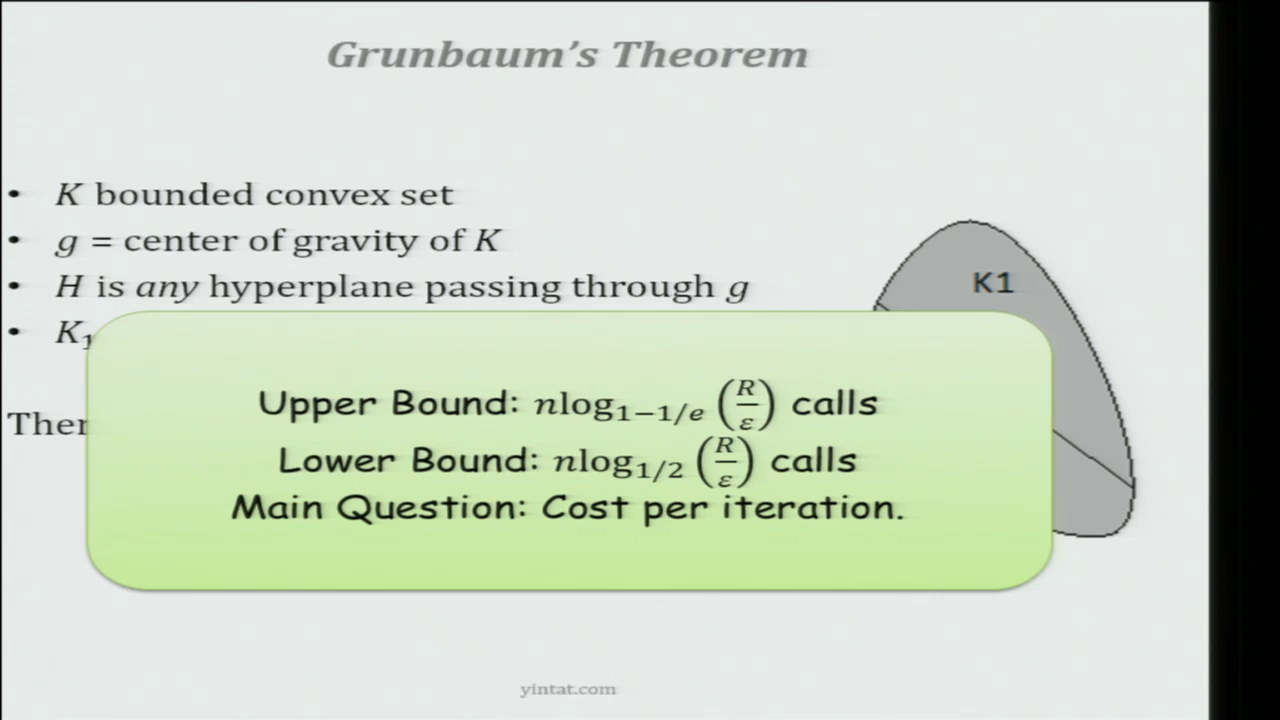 Grunbaum's Theorem
• K bounded convex set
• g = center of gravity of K
• H is any hyperplane passing through g
K1
• K₁
Upper Bound: nlog₁₋₁/ₑ (R/ε) calls
Ther
Lower Bound: nlog₁/₂ (R/ε) calls
Main Question: Cost per iteration.
yintat.com